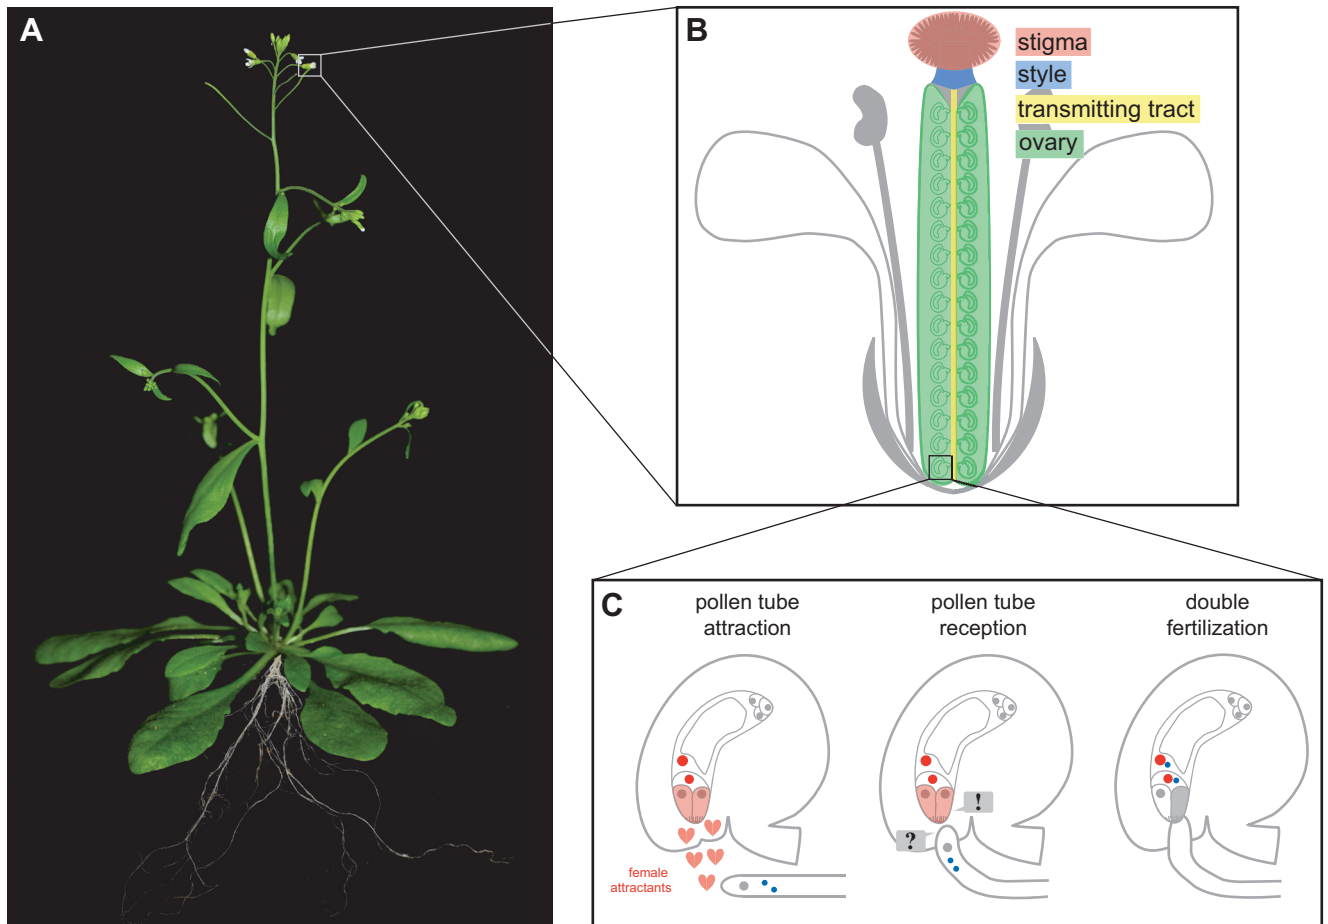 A
B
stigma
style
transmitting tract
ovary
C
pollen tube
attraction
pollen tube
reception
double
fertilization
!
?
female
attractants